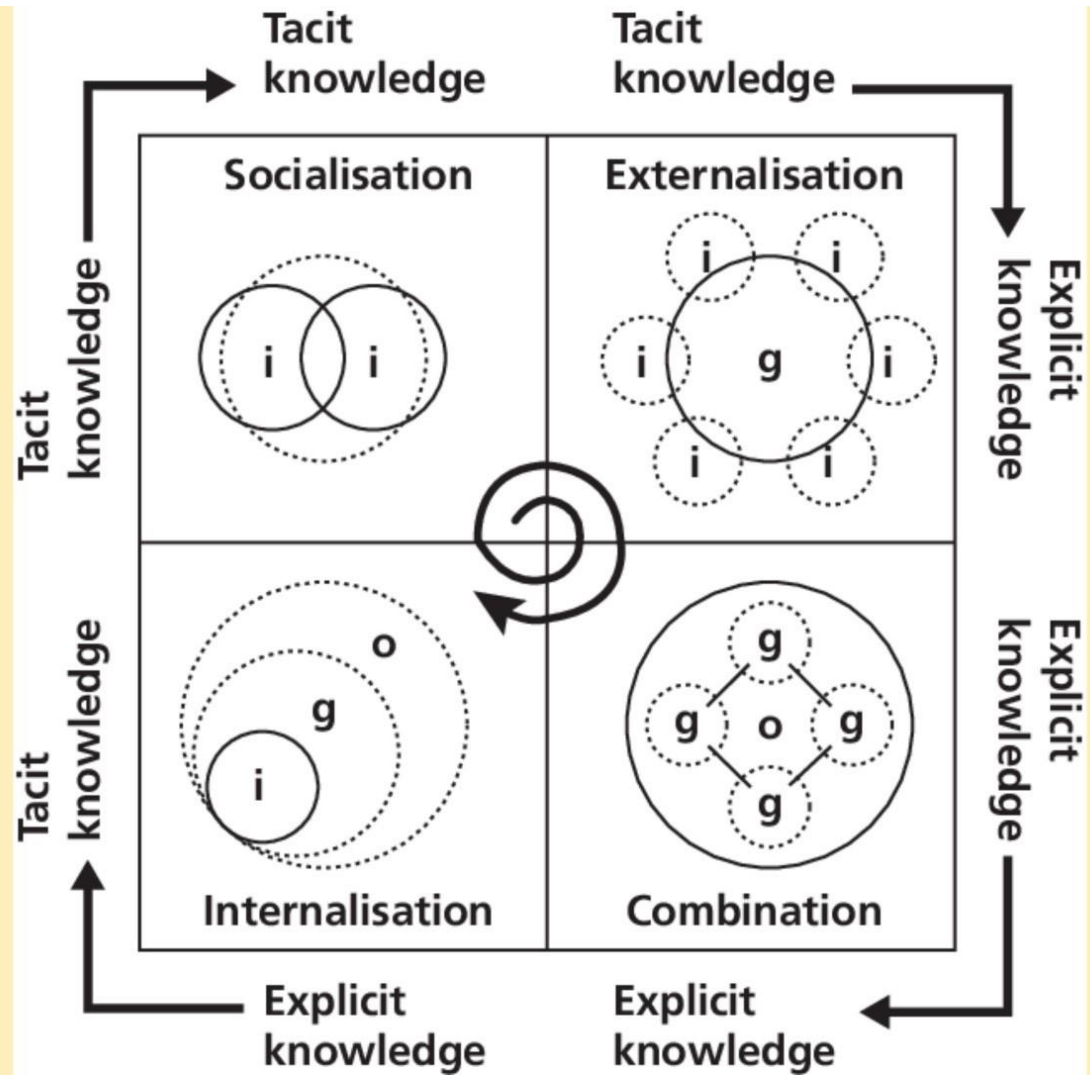 Tacit
knowledge
Tacit
knowledge
Socialisation
Externalisation
Tacit
knowledge
i i
i i
i g i
i i
Explicit
knowledge
Tacit
knowledge
o
g
i
g
g o g
g
Explicit
knowledge
Internalisation
Combination
Explicit
knowledge
Explicit
knowledge